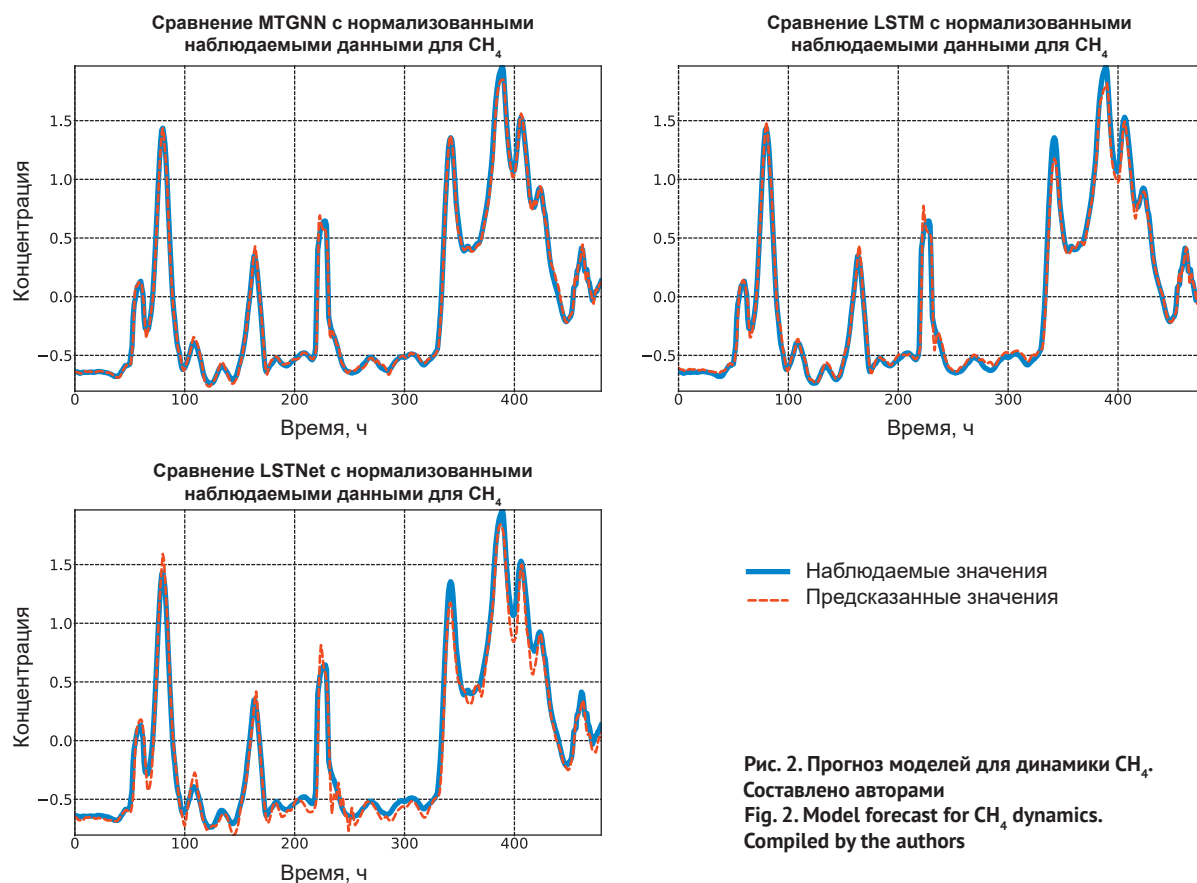 Сравнение MTGNN с нормализованными
наблюдаемыми данными для CH₄
1.5
1.0
0.5
0.0
−0.5
0
100
200
300
400
Концентрация
Время, ч
Сравнение LSTM с нормализованными
наблюдаемыми данными для CH₄
1.5
1.0
0.5
0.0
−0.5
0
100
200
300
400
Время, ч
Сравнение LSTNet с нормализованными
наблюдаемыми данными для CH₄
1.5
1.0
0.5
0.0
−0.5
0
100
200
300
400
Концентрация
Время, ч
Наблюдаемые значения
Предсказанные значения
Рис. 2. Прогноз моделей для динамики CH₄.
Составлено авторами
Fig. 2. Model forecast for CH₄ dynamics.
Compiled by the authors